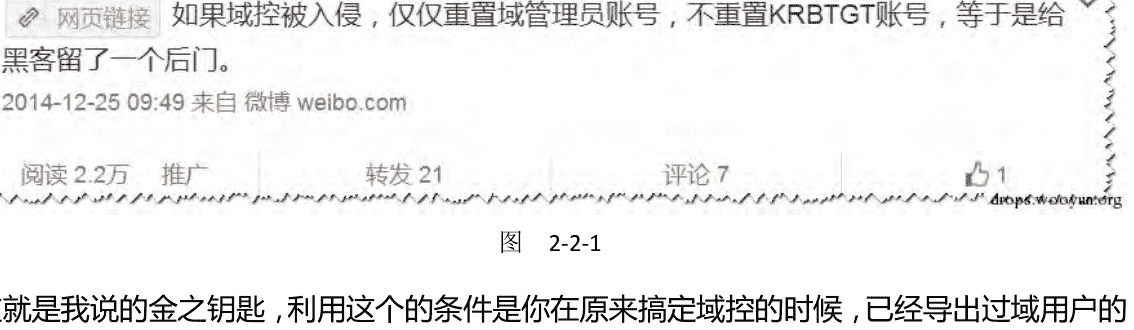 网页链接 如果域控被入侵，仅仅重置域管理员账号，不重置KRBTGT账号，等于是给
黑客留了一个后门。
2014-12-25 09:49 来自 微博 weibo.com
阅读 2.2万 推广 转发 21 评论 7 1
drops.wooyun.org
图 2-2-1
就是我说的金之钥匙，利用这个的条件是你在原来搞定域控的时候，已经导出过域用户的